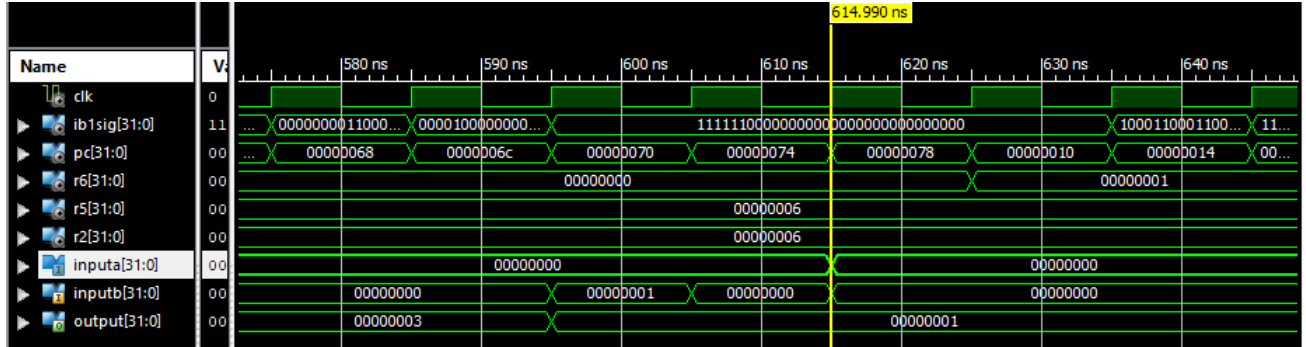 614.990 ns
Name
580 ns 590 ns 600 ns 610 ns 620 ns 630 ns 640 ns
clk 0
ib1sig[31:0] 11 ... 0000000011000... 0000100000000... 11111100000000000000000000000000 1000110001100... 11...
pc[31:0] 00 ... 00000068 0000006c 00000070 00000074 00000078 00000010 00000014 00...
r6[31:0] 00 00000000 00000001
r5[31:0] 00 00000006
r2[31:0] 00 00000006
inputa[31:0] 00 00000000 00000000
inputb[31:0] 00 00000000 00000001 00000000 00000000
output[31:0] 00 00000003 00000001